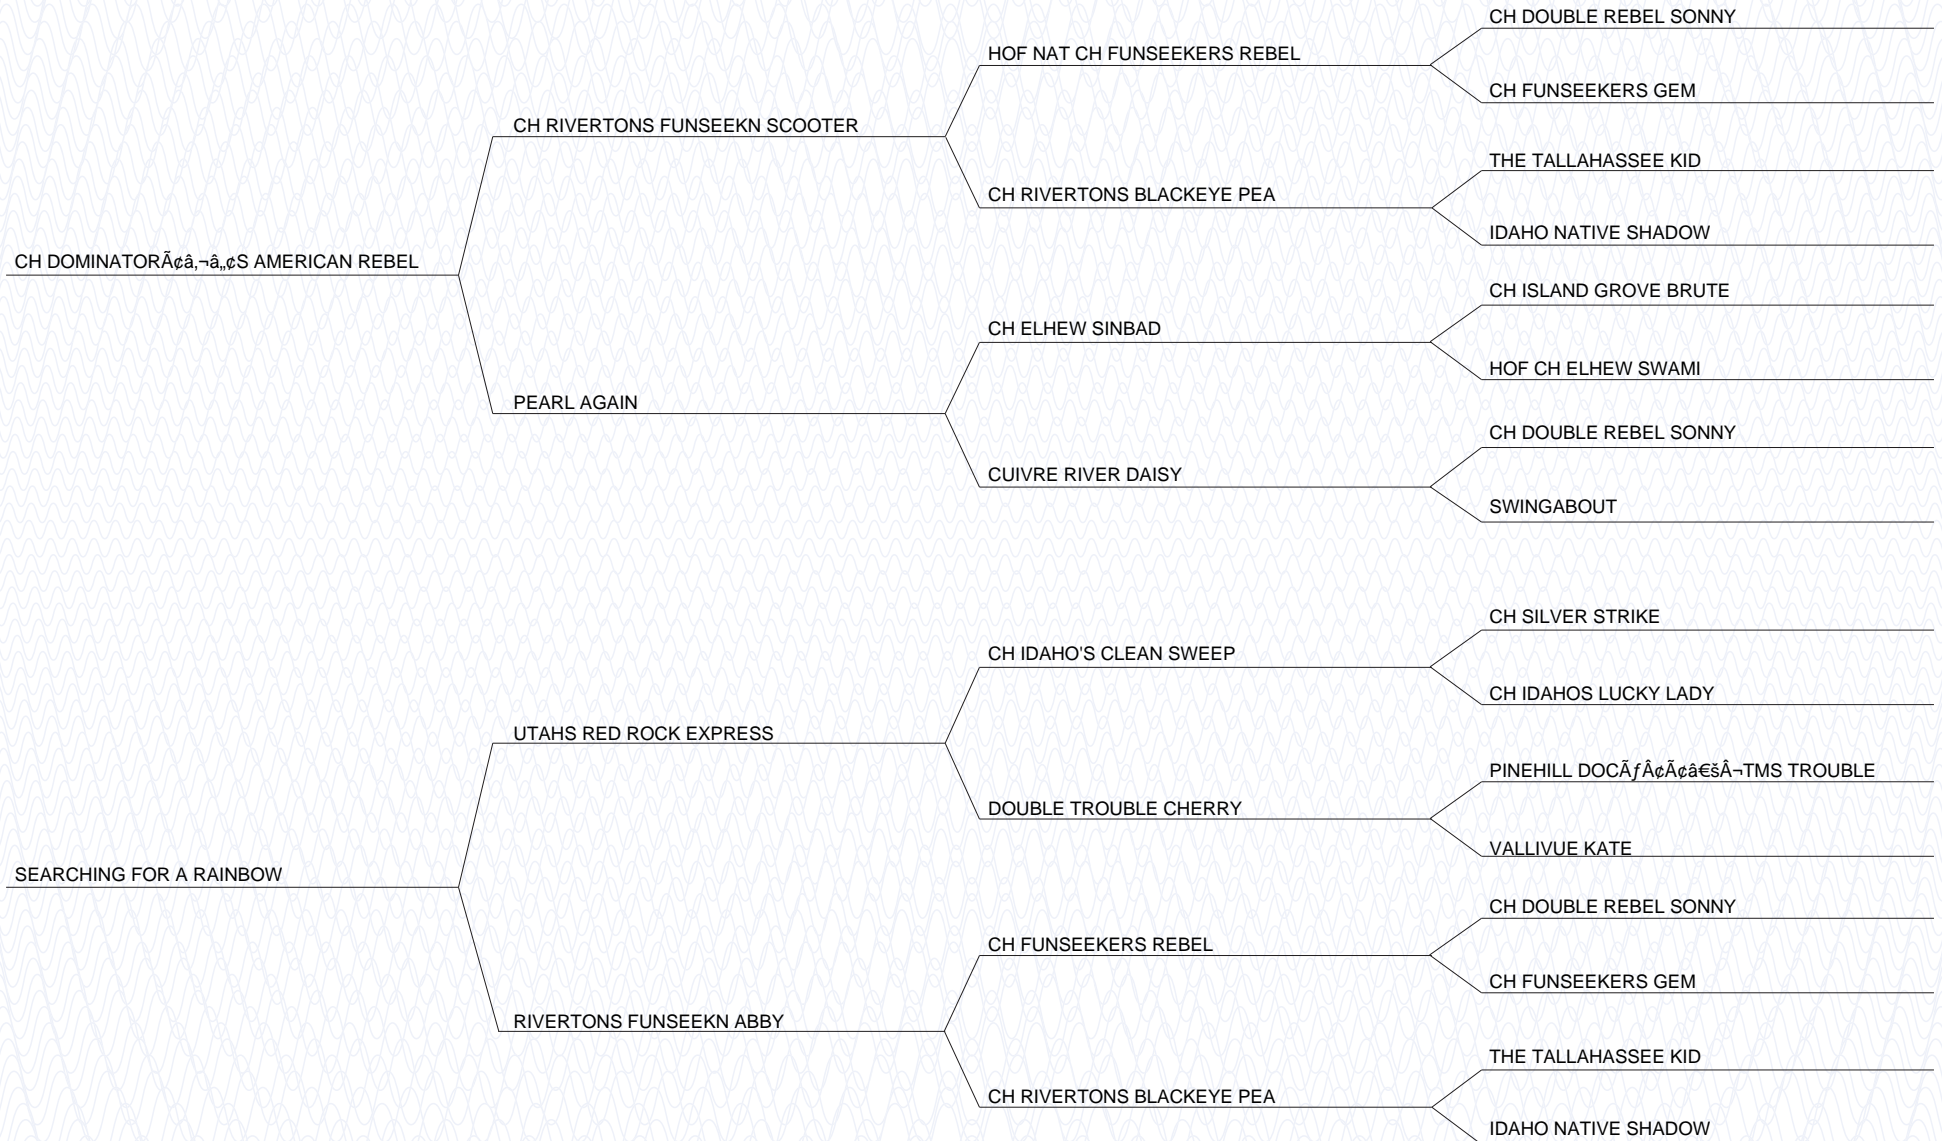 CH DOUBLE REBEL SONNY
HOF NAT CH FUNSEEKERS REBEL
CH FUNSEEKERS GEM
CH RIVERTONS FUNSEEKN SCOOTER
THE TALLAHASSEE KID
CH RIVERTONS BLACKEYE PEA
IDAHO NATIVE SHADOW
CH DOMINATORÃ¢â‚¬â„¢S AMERICAN REBEL
CH ISLAND GROVE BRUTE
CH ELHEW SINBAD
HOF CH ELHEW SWAMI
PEARL AGAIN
CH DOUBLE REBEL SONNY
CUIVRE RIVER DAISY
SWINGABOUT
CH SILVER STRIKE
CH IDAHO'S CLEAN SWEEP
CH IDAHOS LUCKY LADY
UTAHS RED ROCK EXPRESS
PINEHILL DOCÃƒÂ¢Ã¢â€šÂ¬TMS TROUBLE
DOUBLE TROUBLE CHERRY
VALLIVUE KATE
SEARCHING FOR A RAINBOW
CH DOUBLE REBEL SONNY
CH FUNSEEKERS REBEL
CH FUNSEEKERS GEM
RIVERTONS FUNSEEKN ABBY
THE TALLAHASSEE KID
CH RIVERTONS BLACKEYE PEA
IDAHO NATIVE SHADOW